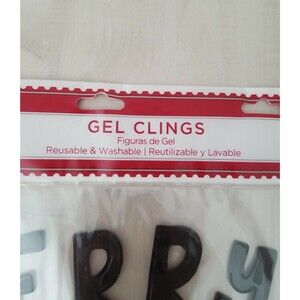 GEL CLINGS
Figuras de Gel
Reusable & Washable | Reutilizable y Lavable
E R R y